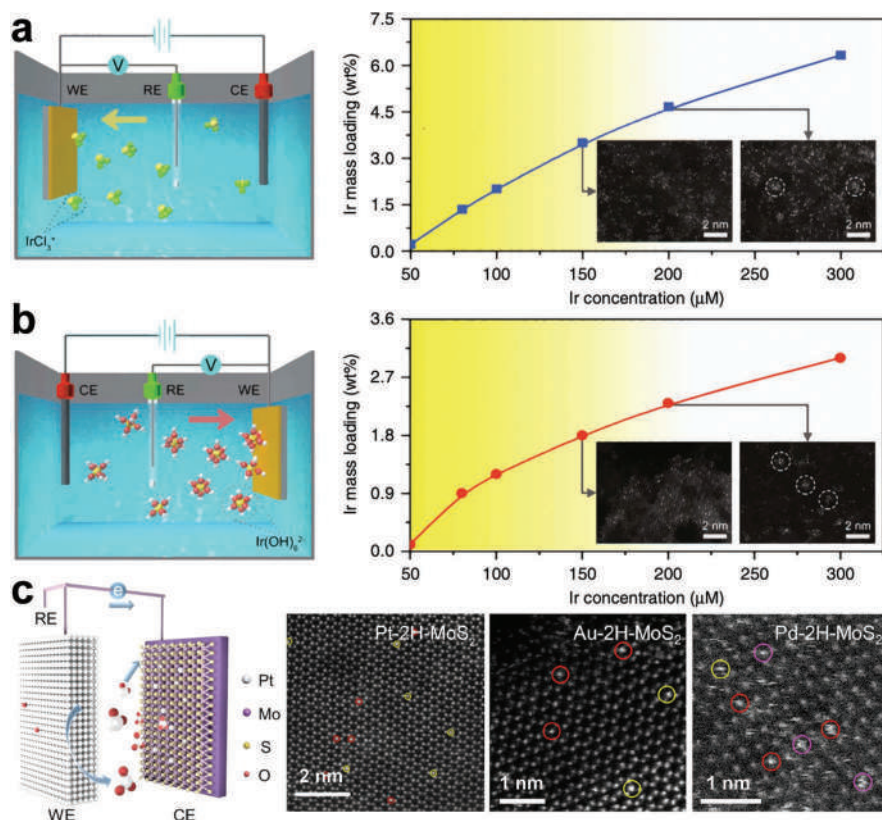 a
V
WE
RE
CE
IrCl₃⁺
Ir mass loading (wt%)
7.5
6.0
4.5
3.0
1.5
0.0
2 nm
2 nm
50
100
150
200
250
300
Ir concentration (μM)
b
V
CE
RE
WE
Ir(OH)₆²⁻
Ir mass loading (wt%)
3.6
2.7
1.8
0.9
0.0
2 nm
2 nm
50
100
150
200
250
300
Ir concentration (μM)
c
RE
e
Pt
Mo
S
O
WE
CE
Pt-2H-MoS₂
2 nm
Au-2H-MoS₂
1 nm
Pd-2H-MoS₂
1 nm